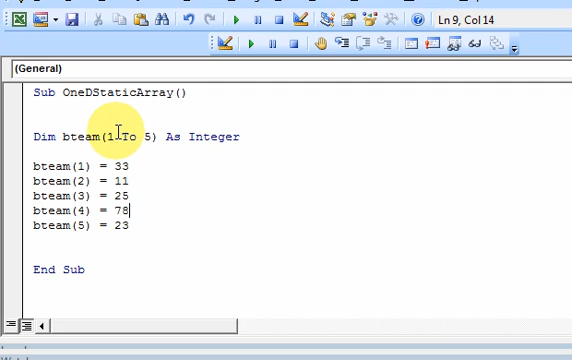 Ln 9, Col 14
(General)
Sub OneDStaticArray()
Dim bteam(1 To 5) As Integer
bteam(1) = 33
bteam(2) = 11
bteam(3) = 25
bteam(4) = 78
bteam(5) = 23
End Sub